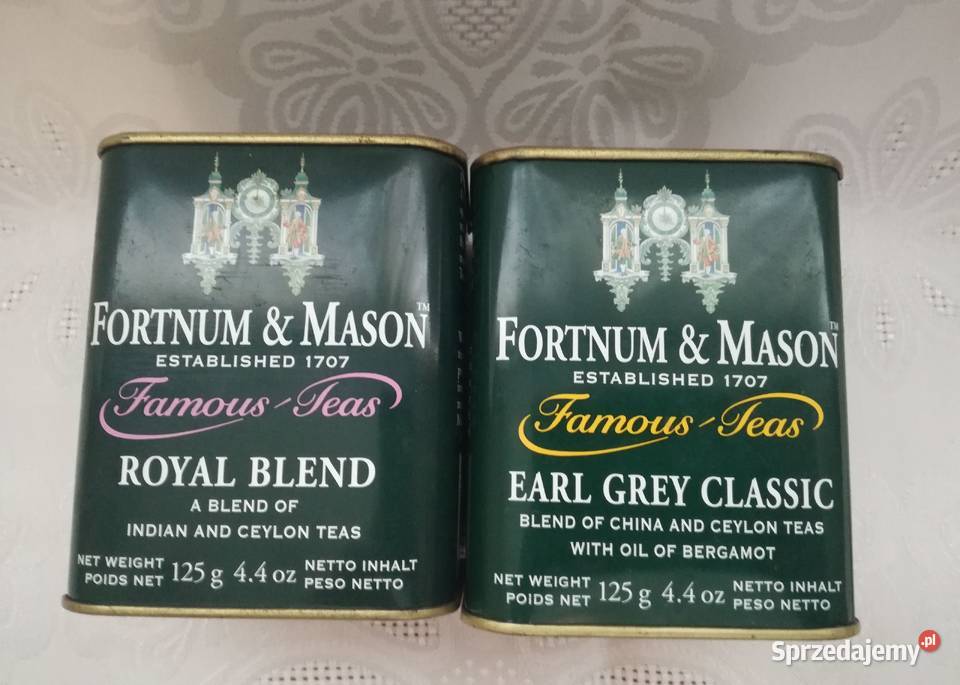 FORTNUM & MASON™
ESTABLISHED 1707
Famous Teas
ROYAL BLEND
A BLEND OF
INDIAN AND CEYLON TEAS
NET WEIGHT
POIDS NET
125 g 4.4 oz
NETTO INHALT
PESO NETTO
FORTNUM & MASON™
ESTABLISHED 1707
Famous Teas
EARL GREY CLASSIC
BLEND OF CHINA AND CEYLON TEAS
WITH OIL OF BERGAMOT
NET WEIGHT
POIDS NET
125 g 4.4 oz
NETTO INHALT
PESO NETTO
Sprzedajemy.pl